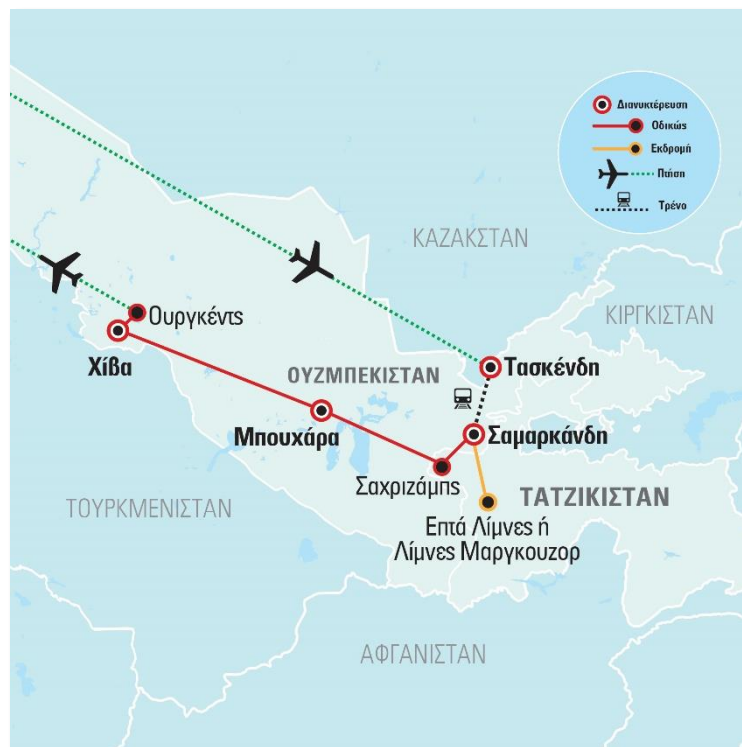 Διανυκτέρευση
Οδικώς
Εκδρομή
Πτήση
Τρένο
ΚΑΖΑΚΣΤΑΝ
ΚΙΡΓΚΙΣΤΑΝ
Ουργκέντς
Χίβα
ΟΥΖΜΠΕΚΙΣΤΑΝ
Τασκένδη
Μπουχάρα
Σαμαρκάνδη
Σαχριζάμπς
ΤΟΥΡΚΜΕΝΙΣΤΑΝ
ΤΑΤΖΙΚΙΣΤΑΝ
Επτά Λίμνες ή
Λίμνες Μαργκουζορ
ΑΦΓΑΝΙΣΤΑΝ